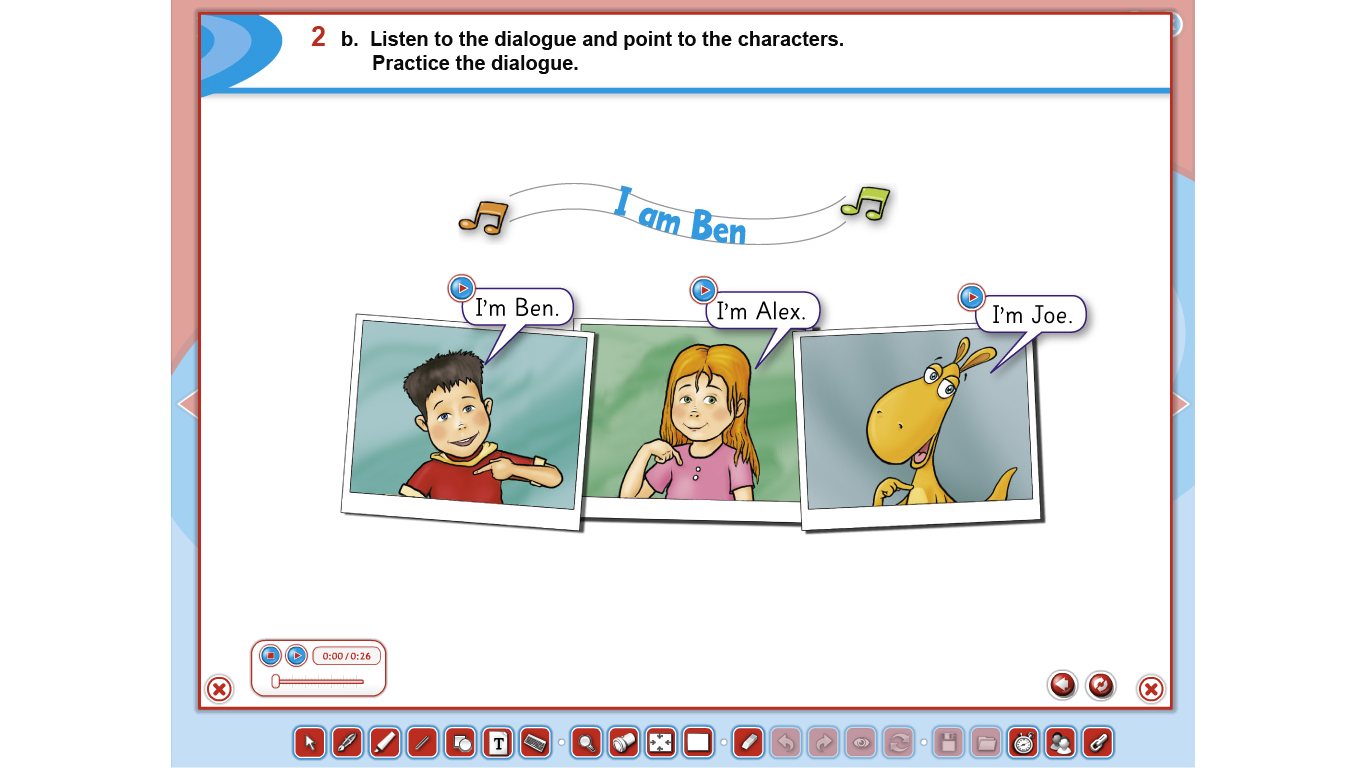 2 b. Listen to the dialogue and point to the characters.
Practice the dialogue.
I am Ben
I'm Ben.
I'm Alex.
I'm Joe.
0:00 / 0:26
T